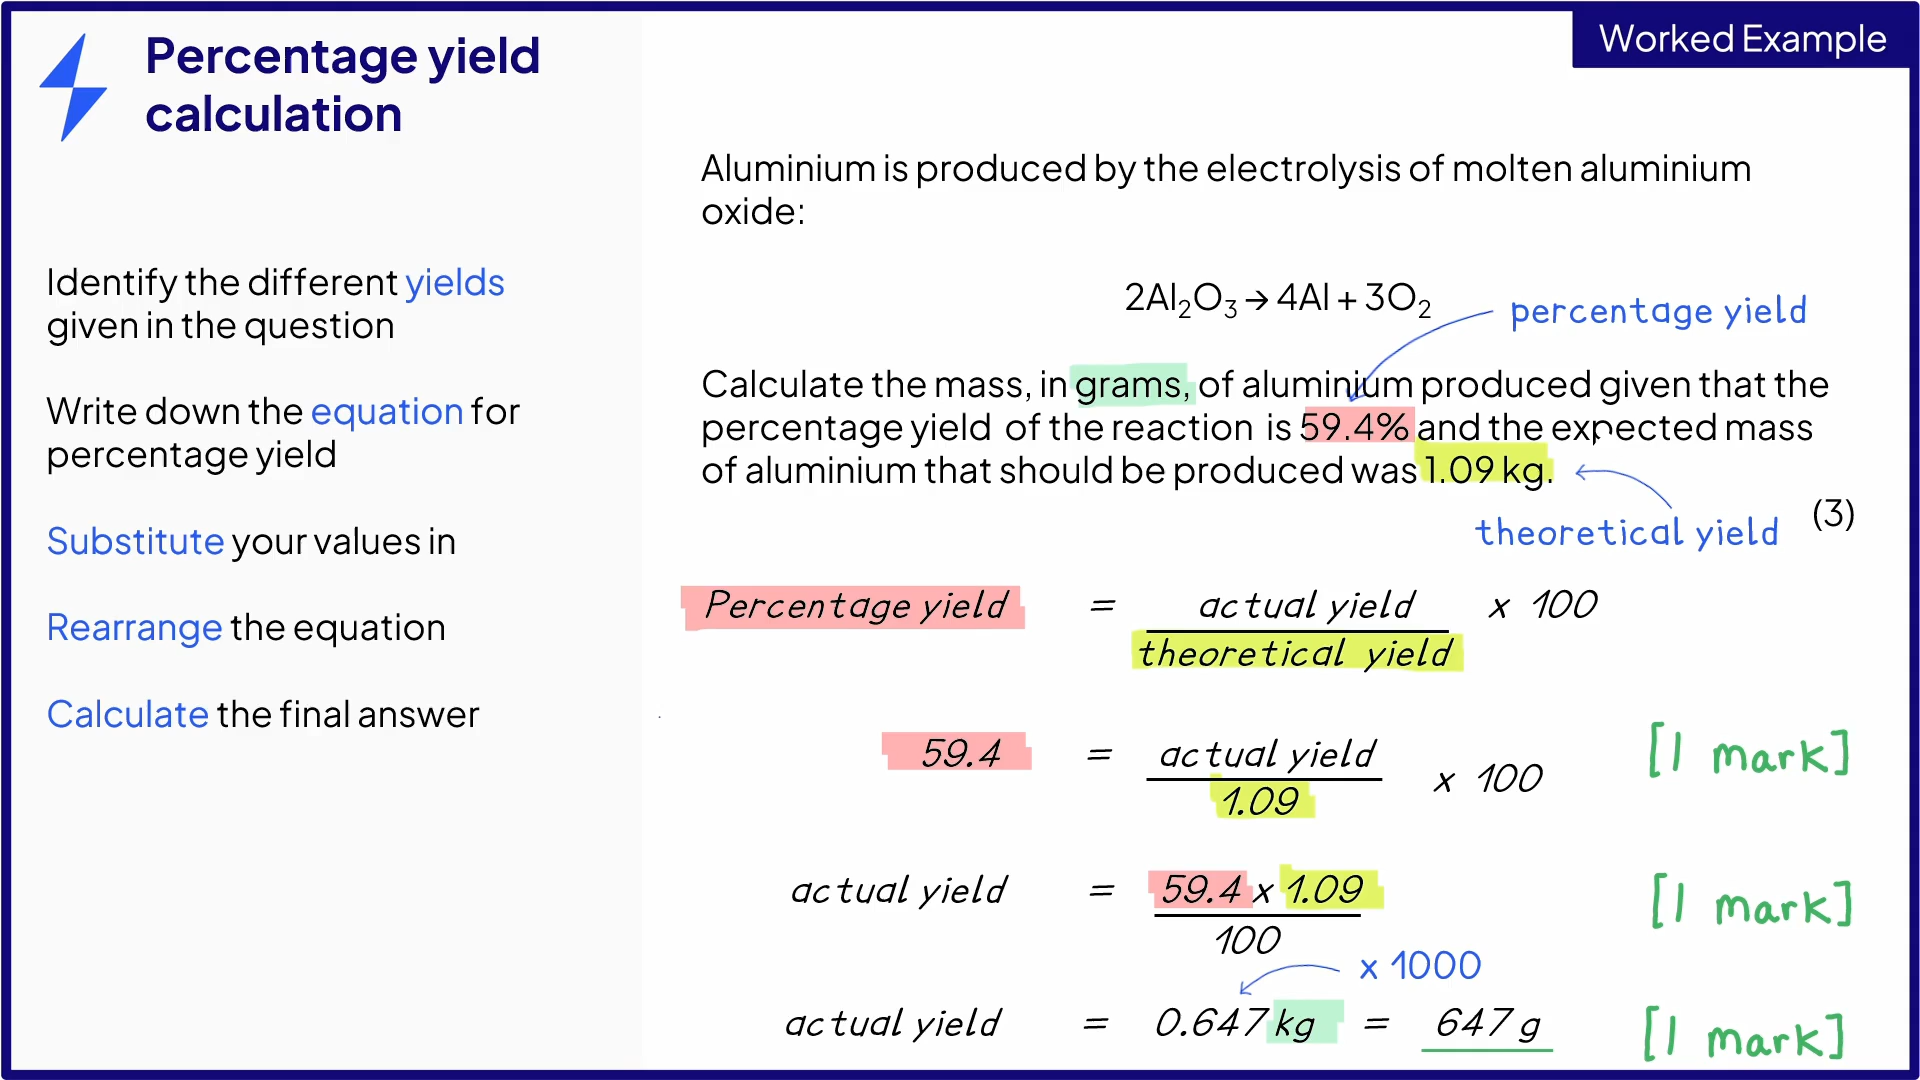 Worked Example
Percentage yield
calculation
Identify the different yields
given in the question
Write down the equation for
percentage yield
Substitute your values in
Rearrange the equation
Calculate the final answer
Aluminium is produced by the electrolysis of molten aluminium
oxide:
2Al₂O₃ → 4Al + 3O₂
percentage yield
Calculate the mass, in grams, of aluminium produced given that the
percentage yield of the reaction is 59.4% and the expected mass
of aluminium that should be produced was 1.09 kg.
(3)
theoretical yield
Percentage yield = actual yield x 100
theoretical yield
59.4 = actual yield x 100 [1 mark]
1.09
actual yield = 59.4 x 1.09 [1 mark]
100
x 1000
actual yield = 0.647 kg = 647 g [1 mark]